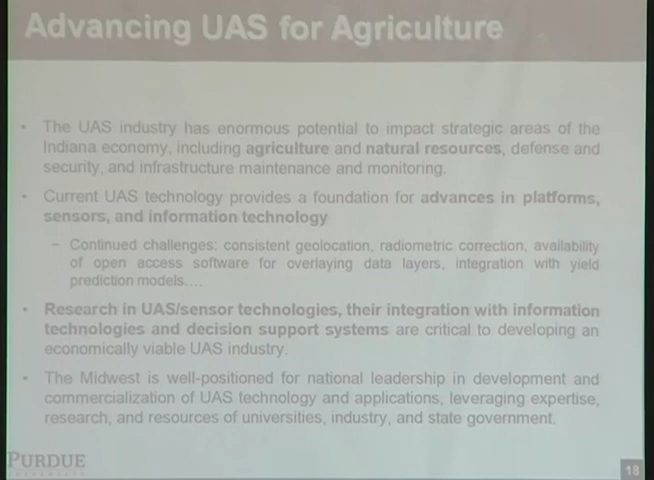 Advancing UAS for Agriculture
• The UAS industry has enormous potential to impact strategic areas of the
Indiana economy, including agriculture and natural resources, defense and
security, and infrastructure maintenance and monitoring.
• Current UAS technology provides a foundation for advances in platforms,
sensors, and information technology
– Continued challenges: consistent geolocation, radiometric correction, availability
of open access software for overlaying data layers, integration with yield
prediction models....
• Research in UAS/sensor technologies, their integration with information
technologies and decision support systems are critical to developing an
economically viable UAS industry.
• The Midwest is well-positioned for national leadership in development and
commercialization of UAS technology and applications, leveraging expertise,
research, and resources of universities, industry, and state government.
PURDUE
UNIVERSITY
18